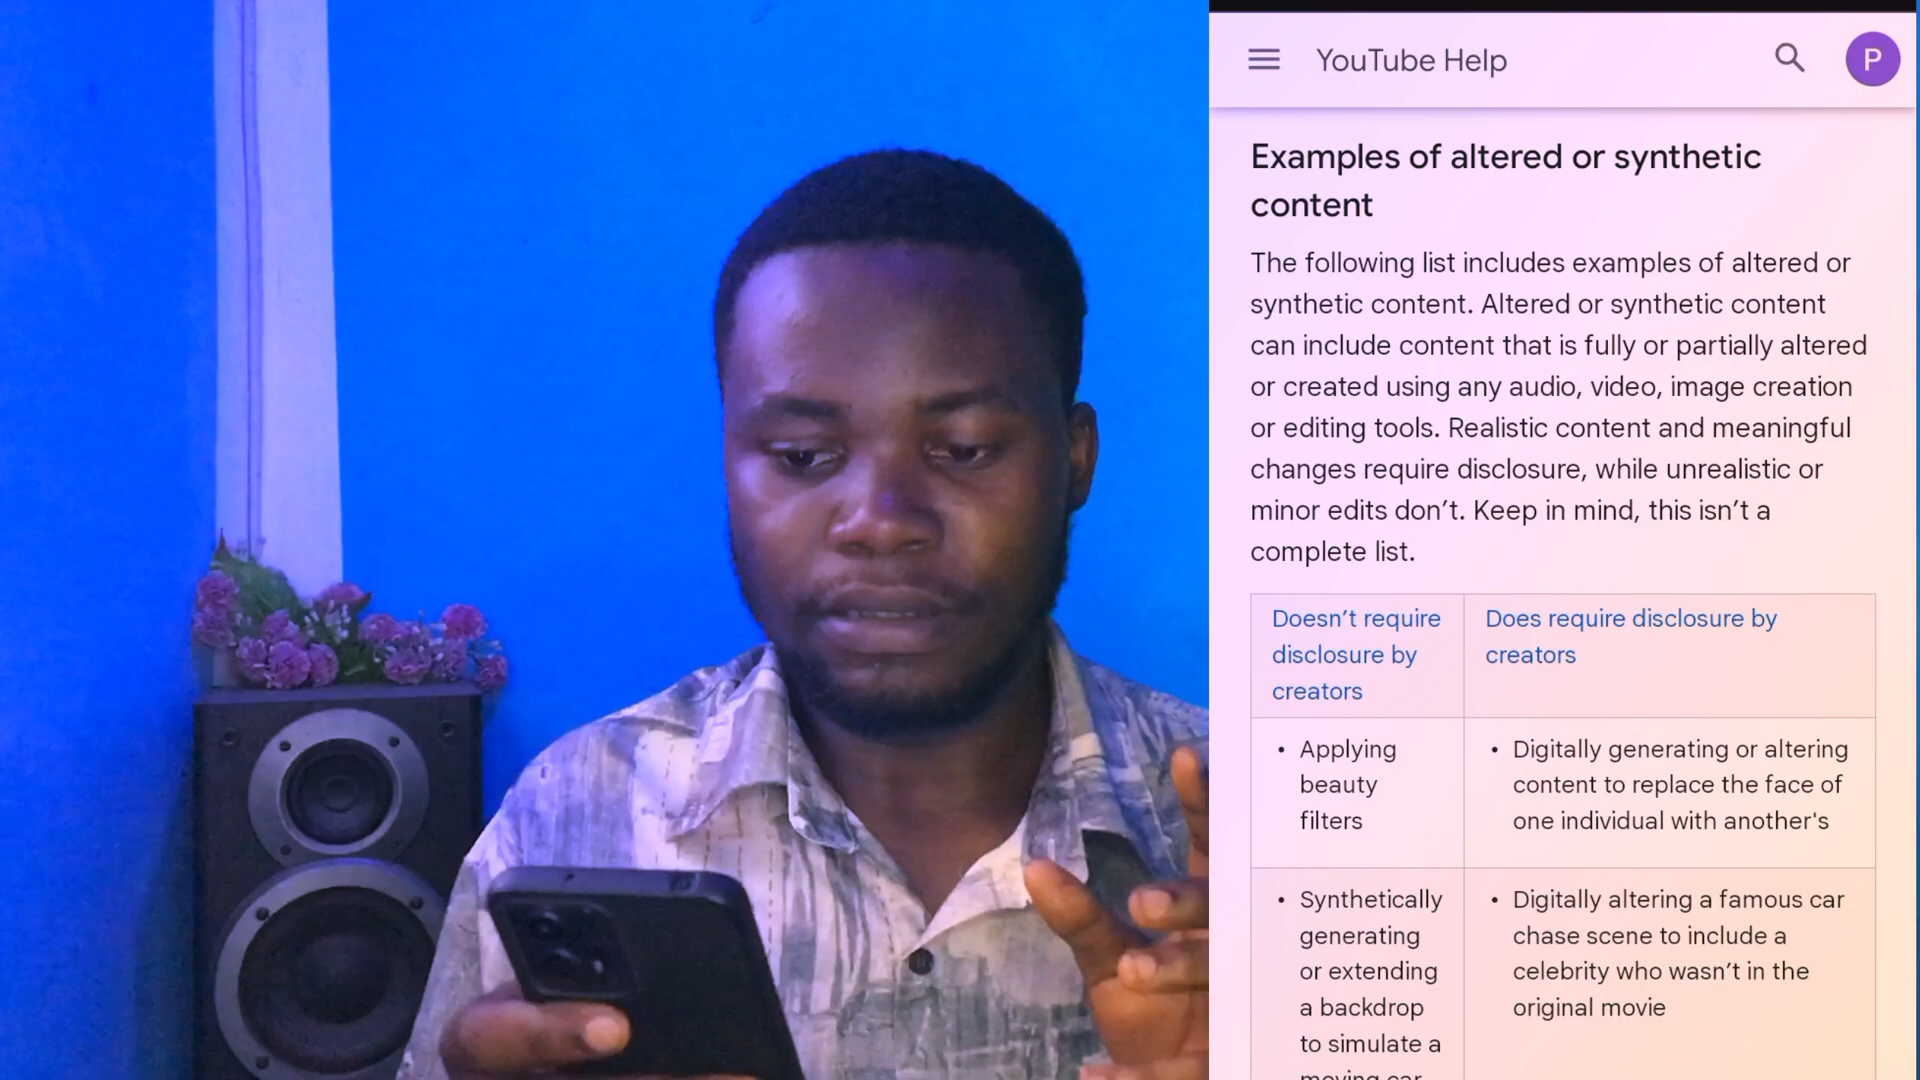 YouTube Help
P
Examples of altered or synthetic
content
The following list includes examples of altered or
synthetic content. Altered or synthetic content
can include content that is fully or partially altered
or created using any audio, video, image creation
or editing tools. Realistic content and meaningful
changes require disclosure, while unrealistic or
minor edits don’t. Keep in mind, this isn’t a
complete list.
Doesn’t require
disclosure by
creators
Does require disclosure by
creators
• Applying
beauty
filters
• Digitally generating or altering
content to replace the face of
one individual with another's
• Synthetically
generating
or extending
a backdrop
to simulate a
moving car
• Digitally altering a famous car
chase scene to include a
celebrity who wasn’t in the
original movie